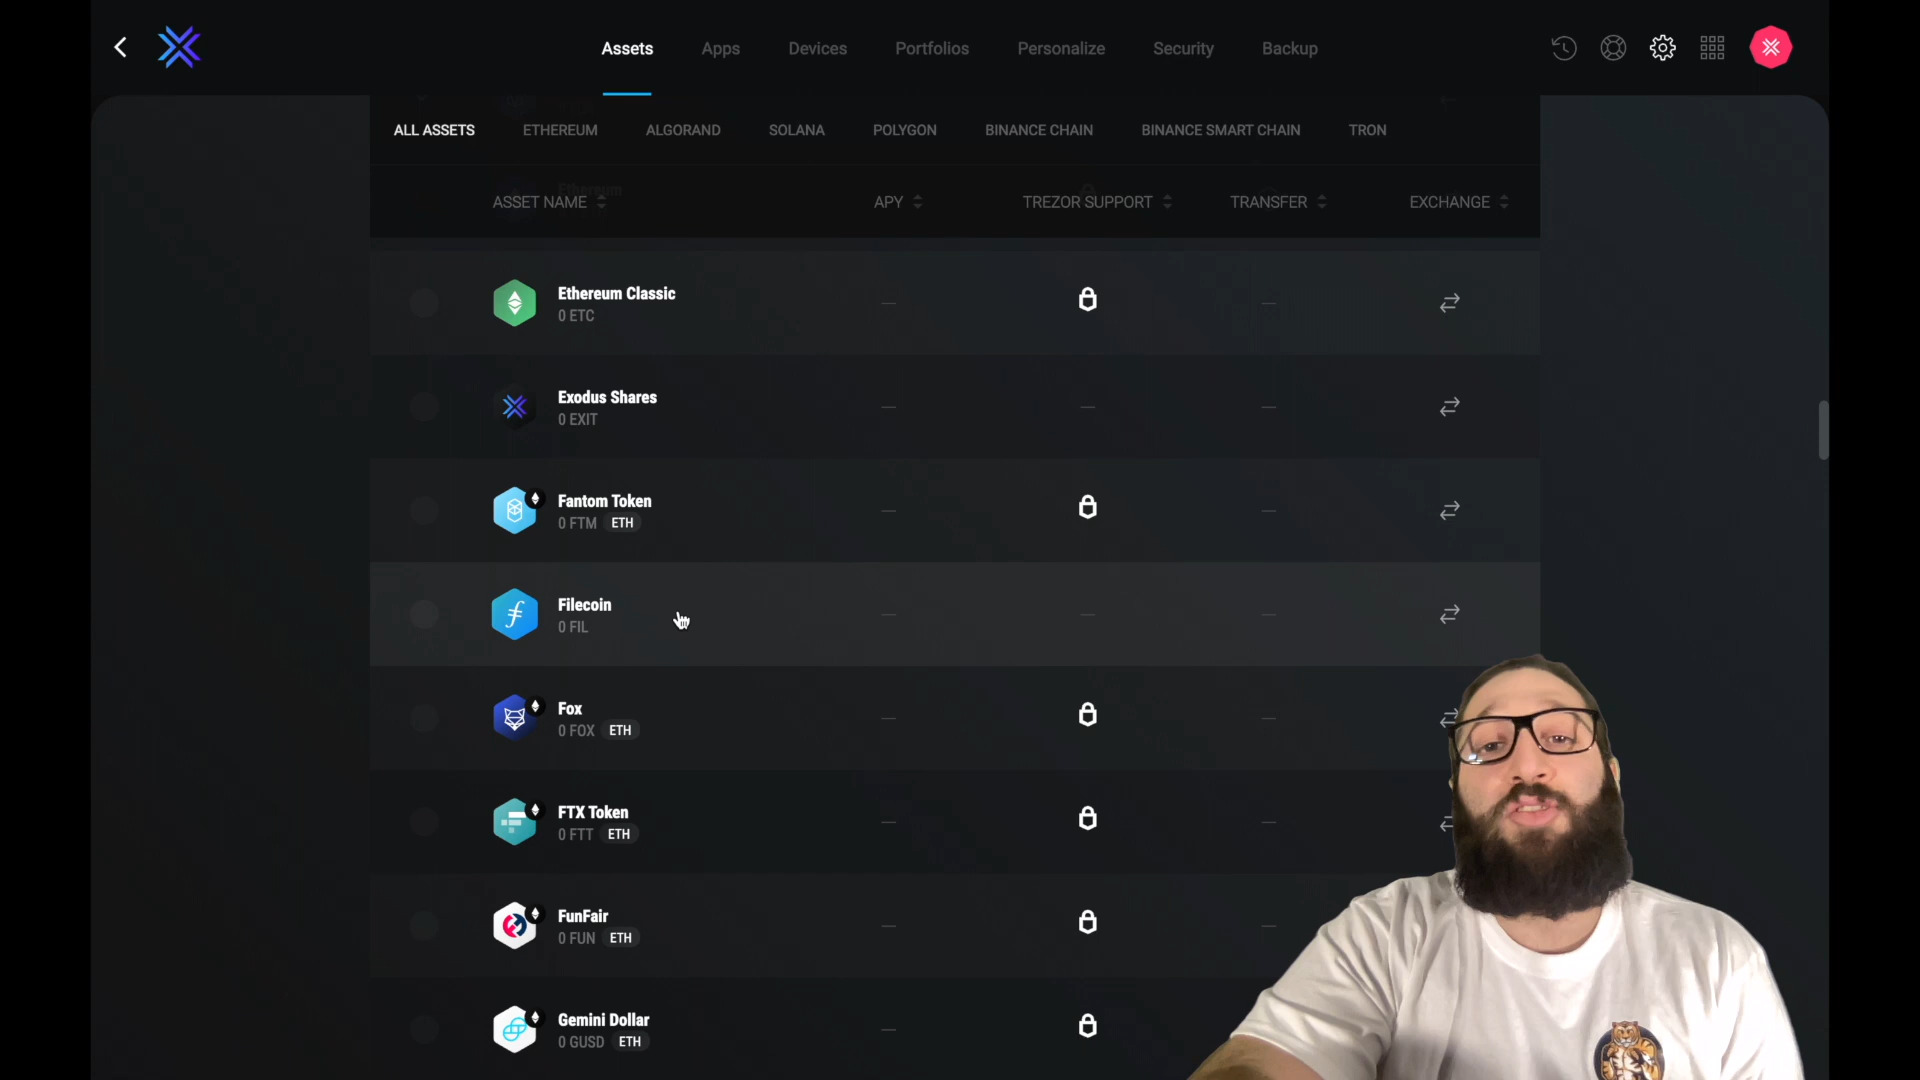 Assets Apps Devices Portfolios Personalize Security Backup
ALL ASSETS ETHEREUM ALGORAND SOLANA POLYGON BINANCE CHAIN BINANCE SMART CHAIN TRON
Ethereum
ASSET NAME APY TREZOR SUPPORT TRANSFER EXCHANGE
Ethereum Classic
0 ETC
Exodus Shares
0 EXIT
Fantom Token
0 FTM ETH
Filecoin
0 FIL
Fox
0 FOX ETH
FTX Token
0 FTT ETH
FunFair
0 FUN ETH
Gemini Dollar
0 GUSD ETH